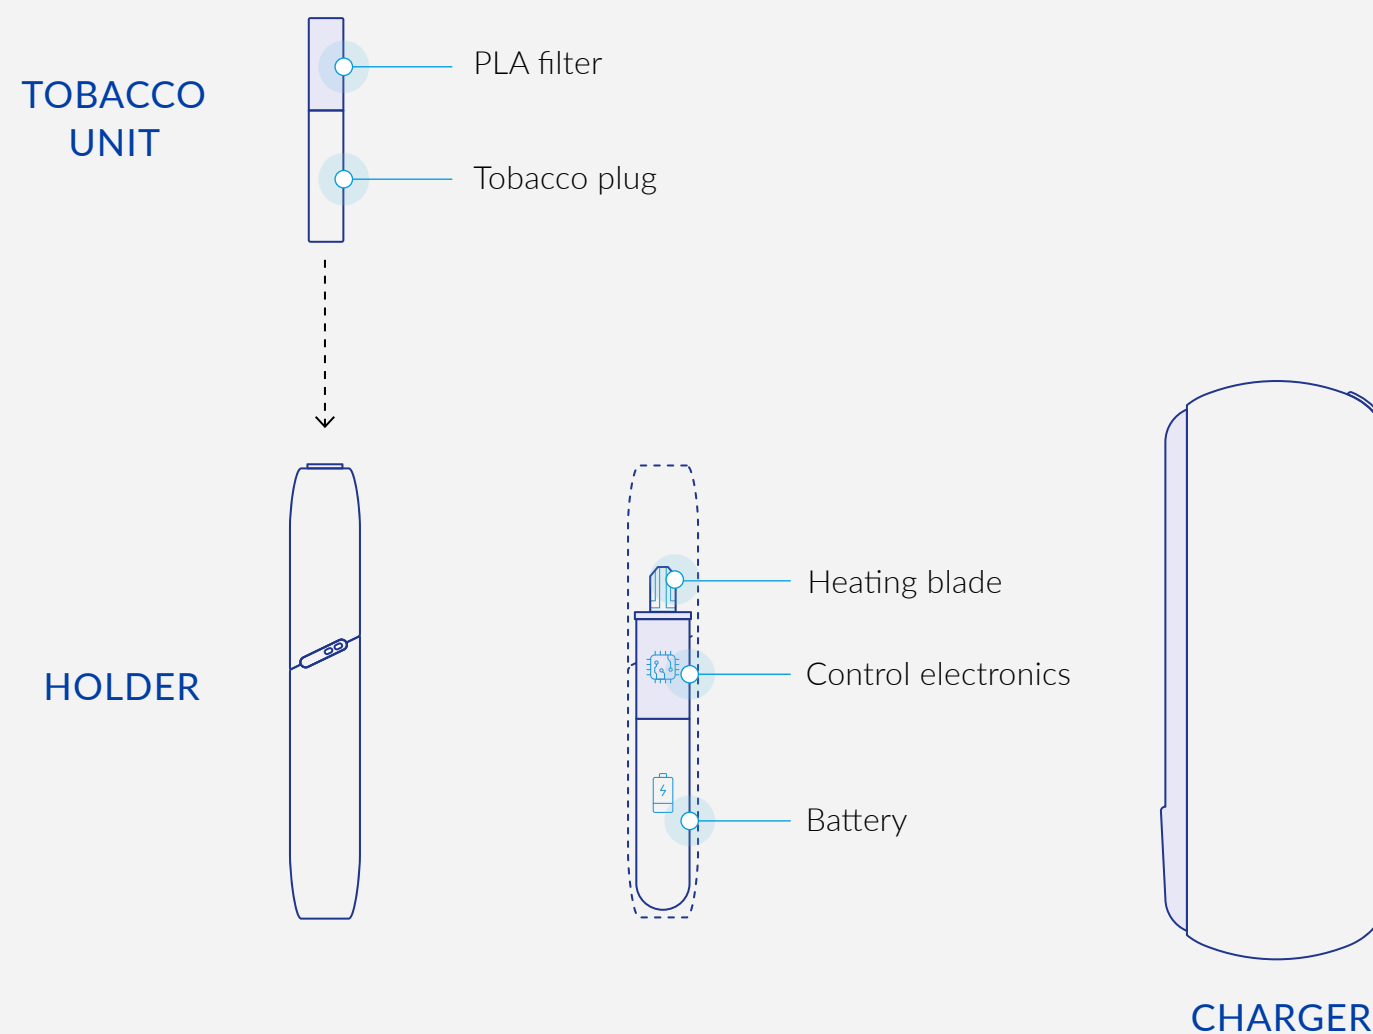 TOBACCO
UNIT
PLA filter
Tobacco plug
HOLDER
Heating blade
Control electronics
Battery
CHARGER